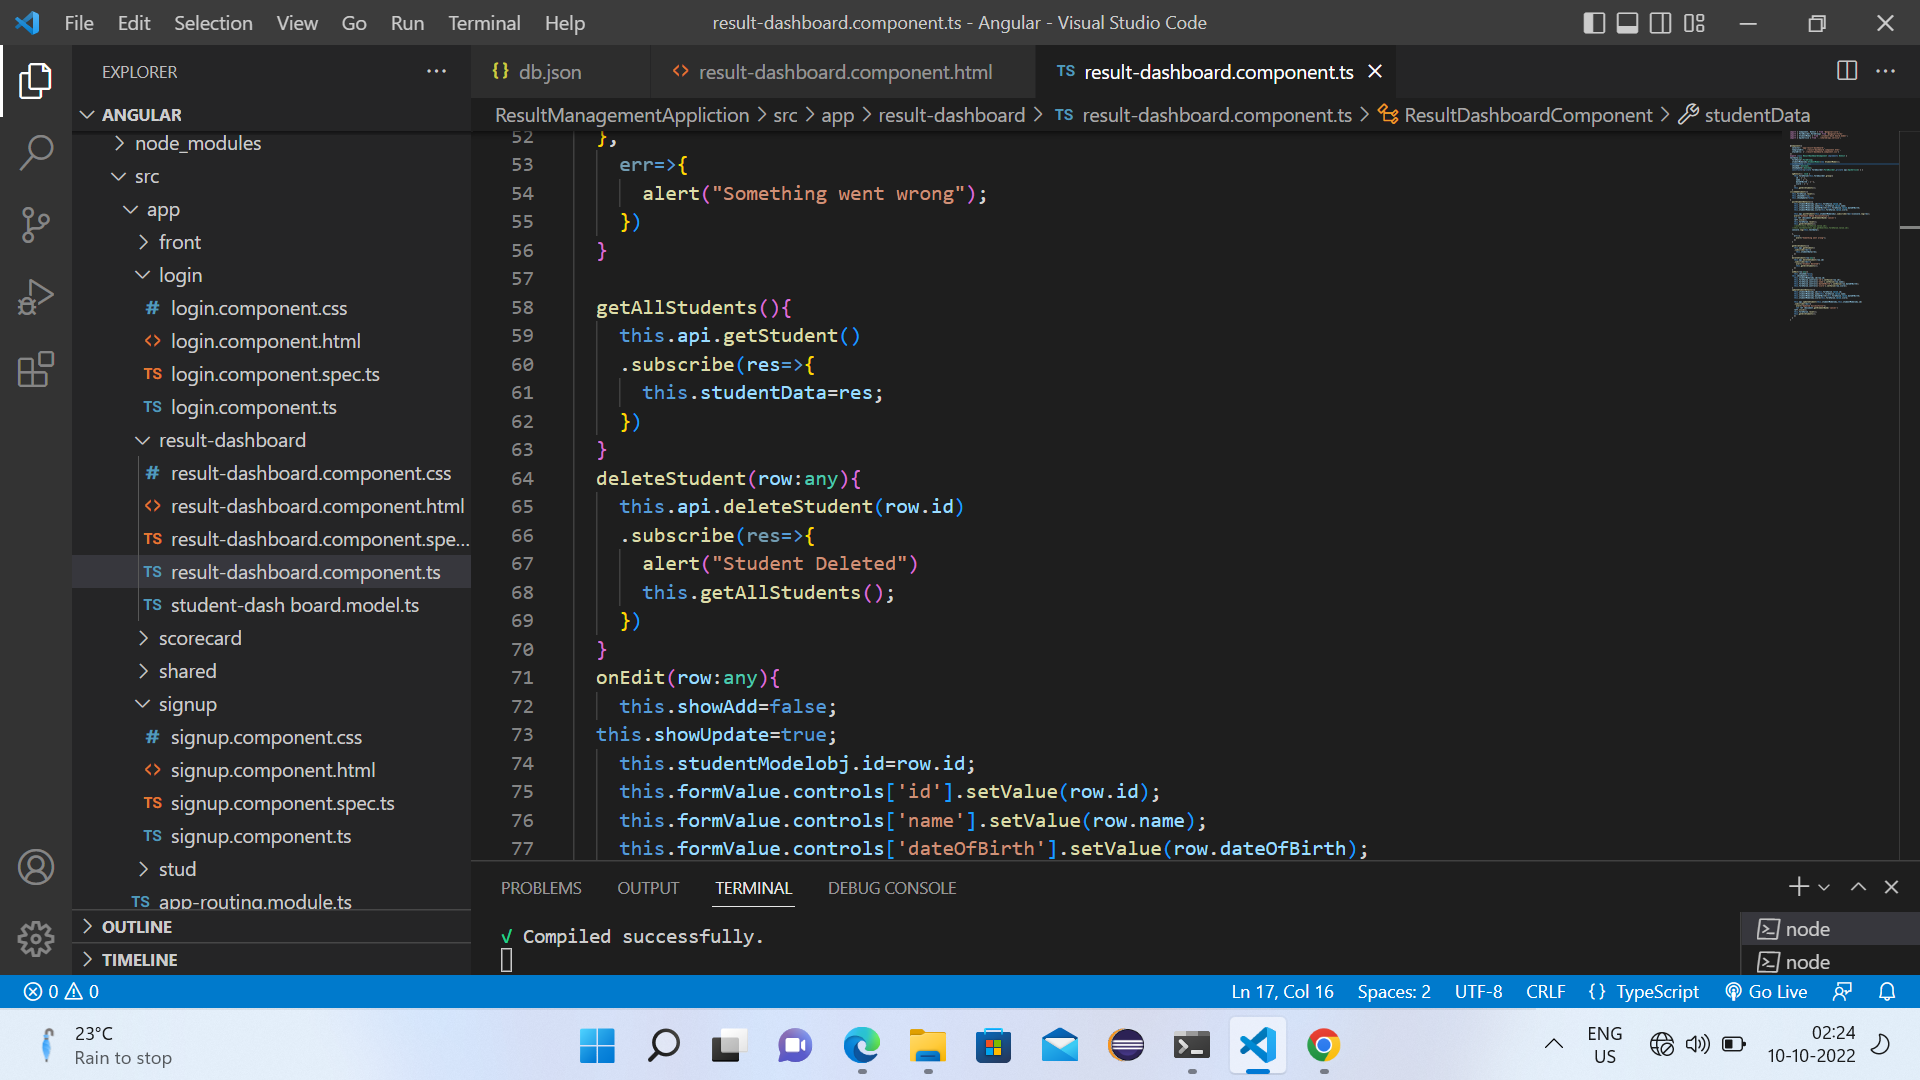 File Edit Selection View Go Run Terminal Help
result-dashboard.component.ts - Angular - Visual Studio Code
EXPLORER
ANGULAR
node_modules
src
app
front
login
# login.component.css
<> login.component.html
TS login.component.spec.ts
TS login.component.ts
result-dashboard
# result-dashboard.component.css
<> result-dashboard.component.html
TS result-dashboard.component.spe...
TS result-dashboard.component.ts
TS student-dash board.model.ts
scorecard
shared
signup
# signup.component.css
<> signup.component.html
TS signup.component.spec.ts
TS signup.component.ts
stud
TS app-routing.module.ts
OUTLINE
TIMELINE
{} db.json
<> result-dashboard.component.html
TS result-dashboard.component.ts
ResultManagementAppliction > src > app > result-dashboard > TS result-dashboard.component.ts > ResultDashboardComponent > studentData
52 },
53 err=>{
54 alert("Something went wrong");
55 })
56 }
57
58 getAllStudents(){
59 this.api.getStudent()
60 .subscribe(res=>{
61 this.studentData=res;
62 })
63 }
64 deleteStudent(row:any){
65 this.api.deleteStudent(row.id)
66 .subscribe(res=>{
67 alert("Student Deleted")
68 this.getAllStudents();
69 })
70 }
71 onEdit(row:any){
72 this.showAdd=false;
73 this.showUpdate=true;
74 this.studentModelobj.id=row.id;
75 this.formValue.controls['id'].setValue(row.id);
76 this.formValue.controls['name'].setValue(row.name);
77 this.formValue.controls['dateOfBirth'].setValue(row.dateOfBirth);
PROBLEMS OUTPUT TERMINAL DEBUG CONSOLE
√ Compiled successfully.
node
node
0 0
Ln 17, Col 16 Spaces: 2 UTF-8 CRLF {} TypeScript Go Live
23°C
Rain to stop
ENG
US
02:24
10-10-2022